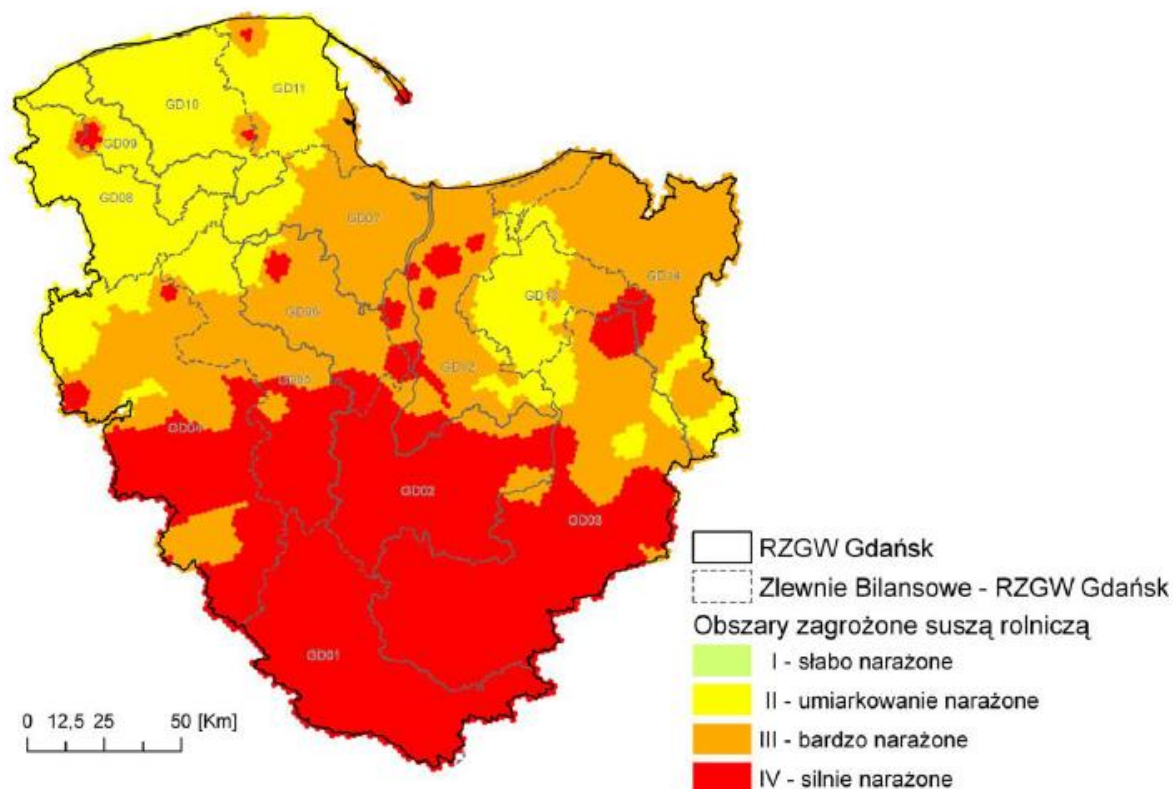 GD11
GD10
GD09
GD08
GD07
GD14
GD13
GD06
GD12
GD05
GD04
GD02
GD03
GD01
RZGW Gdańsk
Zlewnie Bilansowe - RZGW Gdańsk
Obszary zagrożone suszą rolniczą
I - słabo narażone
II - umiarkowanie narażone
III - bardzo narażone
IV - silnie narażone
0 12,5 25 50 [Km]